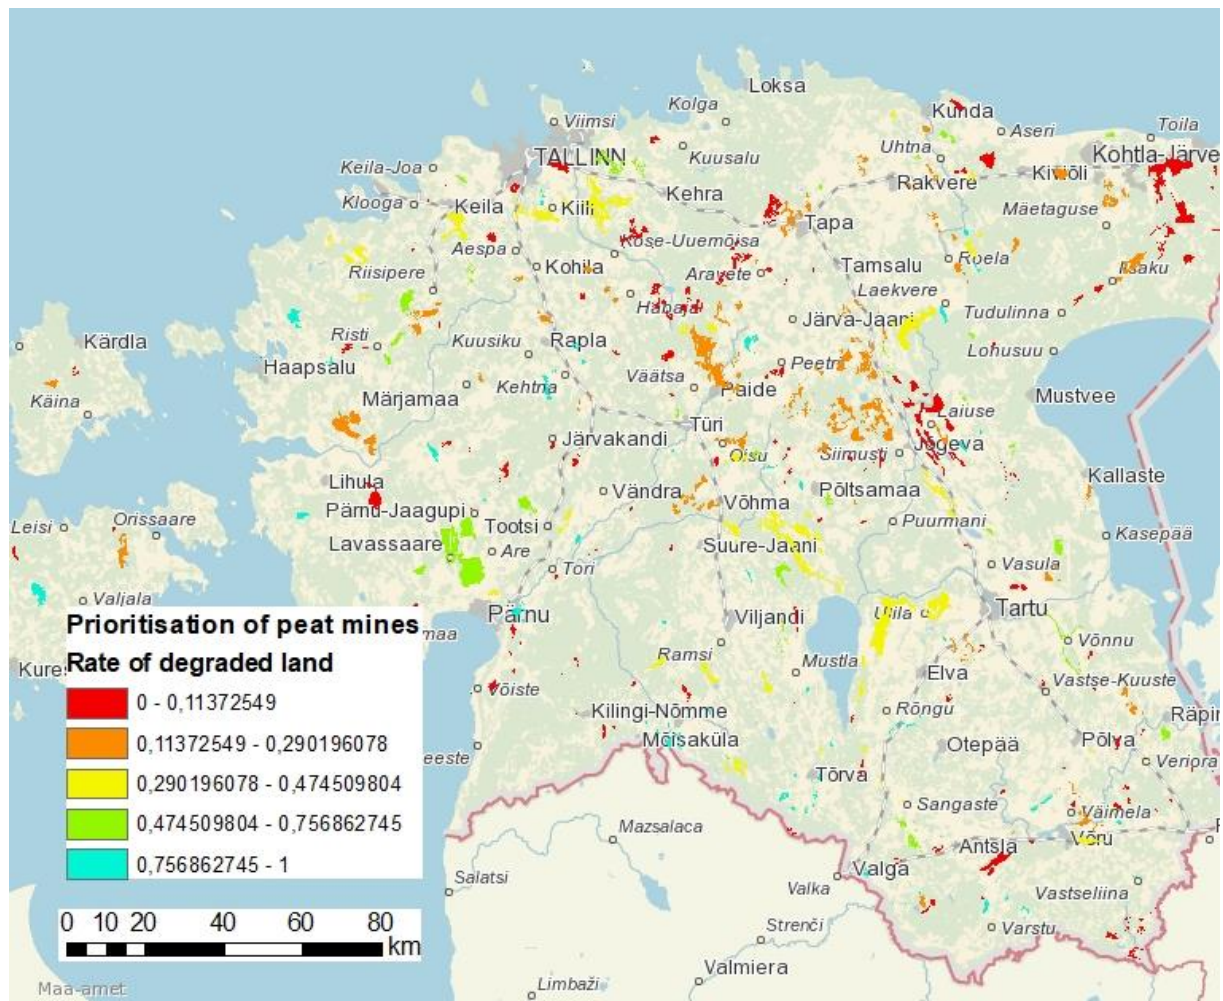 Loksa
Kolga
Viimsi
Kunda
Aseri
Toila
TALLINN
Kuusalu
Uhtna
Kohtla-Järve
Keila-Joa
Kehra
Rakvere
Kiviõli
Klooga
Keila
Kiili
Mäetaguse
Tapa
Aespa
Kose-Uuemõisa
Riisipere
Kohila
Aravete
Tamsalu
Roela
Iisaku
Habaja
Laekvere
Tudulinna
Kärdla
Risti
Kuusiku
Rapla
Järva-Jaani
Lohusuu
Haapsalu
Väätsa
Peetri
Käina
Märjamaa
Kehtna
Paide
Mustvee
Laiuse
Järvakandi
Türi
Oisu
Siimusti
Jõgeva
Lihula
Kallaste
Pärnu-Jaagupi
Vändra
Võhma
Põltsamaa
Leisi
Orissaare
Tootsi
Puurmani
Kasepää
Lavassaare
Are
Suure-Jaani
Tori
Vasula
Valjala
Pärnu
Viljandi
Ulila
Tartu
Võnnu
Prioritisation of peat mines
maa
Rate of degraded land
Kures
Ramsi
Mustla
Elva
Vastse-Kuuste
Võiste
0 - 0,11372549
Kilingi-Nõmme
Rõngu
Räpin
0,11372549 - 0,290196078
Mõisaküla
Otepää
Põlva
eeste
Veriora
0,290196078 - 0,474509804
Tõrva
Sangaste
Väimela
0,474509804 - 0,756862745
Mazsalaca
Antsla
Võru
0,756862745 - 1
Salatsi
Valga
Valka
Vastseliina
0 10 20 40 60 80
km
Strenči
Varstu
Valmiera
Maa-amet
Limbaži